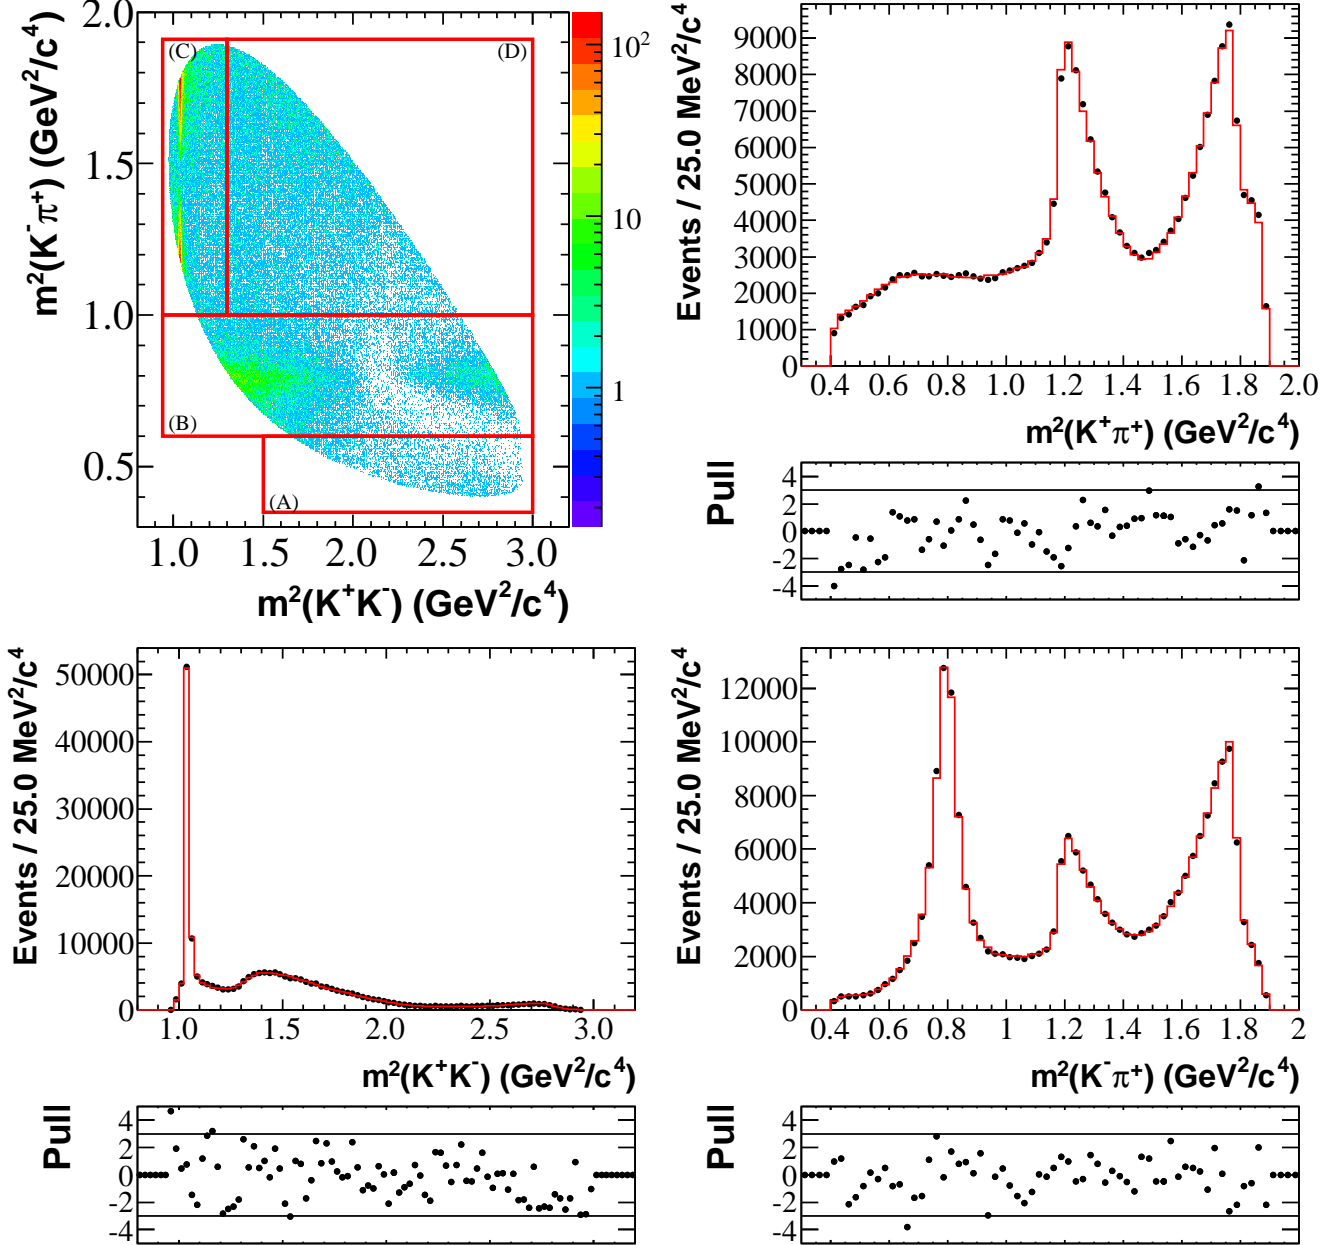 m²(K⁻π⁺) (GeV²/c⁴)
2.0
1.5
1.0
0.5
(C)
(D)
(B)
(A)
10²
10
1
1.0 1.5 2.0 2.5 3.0
m²(K⁺K⁻) (GeV²/c⁴)
Events / 25.0 MeV²/c⁴
9000
8000
7000
6000
5000
4000
3000
2000
1000
0
0.4 0.6 0.8 1.0 1.2 1.4 1.6 1.8 2.0
m²(K⁺π⁺) (GeV²/c⁴)
Pull
4
2
0
-2
-4
Events / 25.0 MeV²/c⁴
50000
40000
30000
20000
10000
0
1.0 1.5 2.0 2.5 3.0
m²(K⁺K⁻) (GeV²/c⁴)
Pull
4
2
0
-2
-4
Events / 25.0 MeV²/c⁴
12000
10000
8000
6000
4000
2000
0
0.4 0.6 0.8 1 1.2 1.4 1.6 1.8 2
m²(K⁻π⁺) (GeV²/c⁴)
Pull
4
2
0
-2
-4